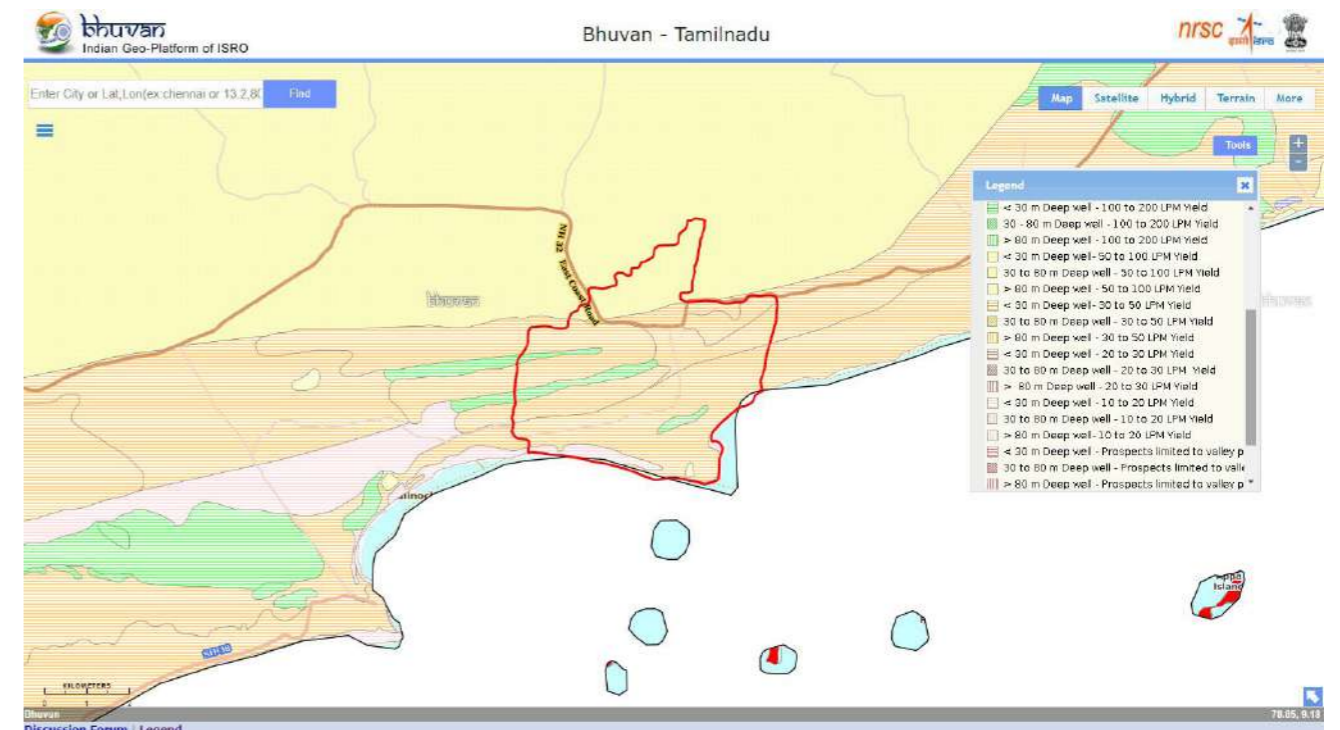 bhuvan
Indian Geo-Platform of ISRO
Bhuvan - Tamilnadu
nrsc इसरो isro
Enter City or Lat,Lon(ex:chennai or 13.2,80
Find
Map Satellite Hybrid Terrain More
Tools
+
-
Legend
< 30 m Deep well - 100 to 200 LPM Yield
30 - 80 m Deep well - 100 to 200 LPM Yield
> 80 m Deep well - 100 to 200 LPM Yield
< 30 m Deep well- 50 to 100 LPM Yield
30 to 80 m Deep well - 50 to 100 LPM Yield
> 80 m Deep well - 50 to 100 LPM Yield
< 30 m Deep well- 30 to 50 LPM Yield
30 to 80 m Deep well - 30 to 50 LPM Yield
> 80 m Deep well - 30 to 50 LPM Yield
< 30 m Deep well - 20 to 30 LPM Yield
30 to 80 m Deep well - 20 to 30 LPM Yield
> 80 m Deep well - 20 to 30 LPM Yield
< 30 m Deep well - 10 to 20 LPM Yield
30 to 80 m Deep well - 10 to 20 LPM Yield
> 80 m Deep well- 10 to 20 LPM Yield
< 30 m Deep well - Prospects limited to valley p
30 to 80 m Deep well - Prospects limited to valle
> 80 m Deep well - Prospects limited to valley p
NH 32 East Coast Road
bhuvan
bhuvan
Appa
Island
KILOMETERS
0 1
Bhuvan
78.85, 9.18
Discussion Forum | Legend